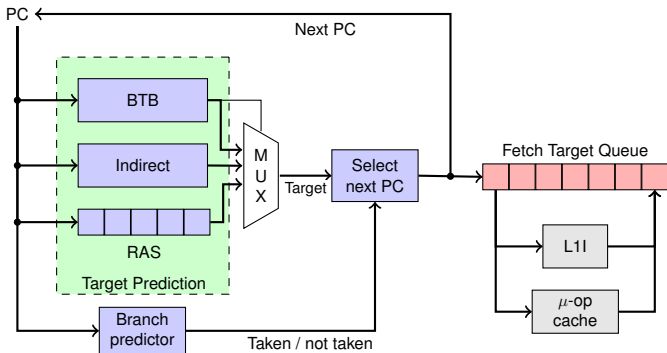 PC
Next PC
BTB
Indirect
RAS
Target Prediction
M
U
X
Target
Select
next PC
Fetch Target Queue
L1I
μ-op
cache
Branch
predictor
Taken / not taken